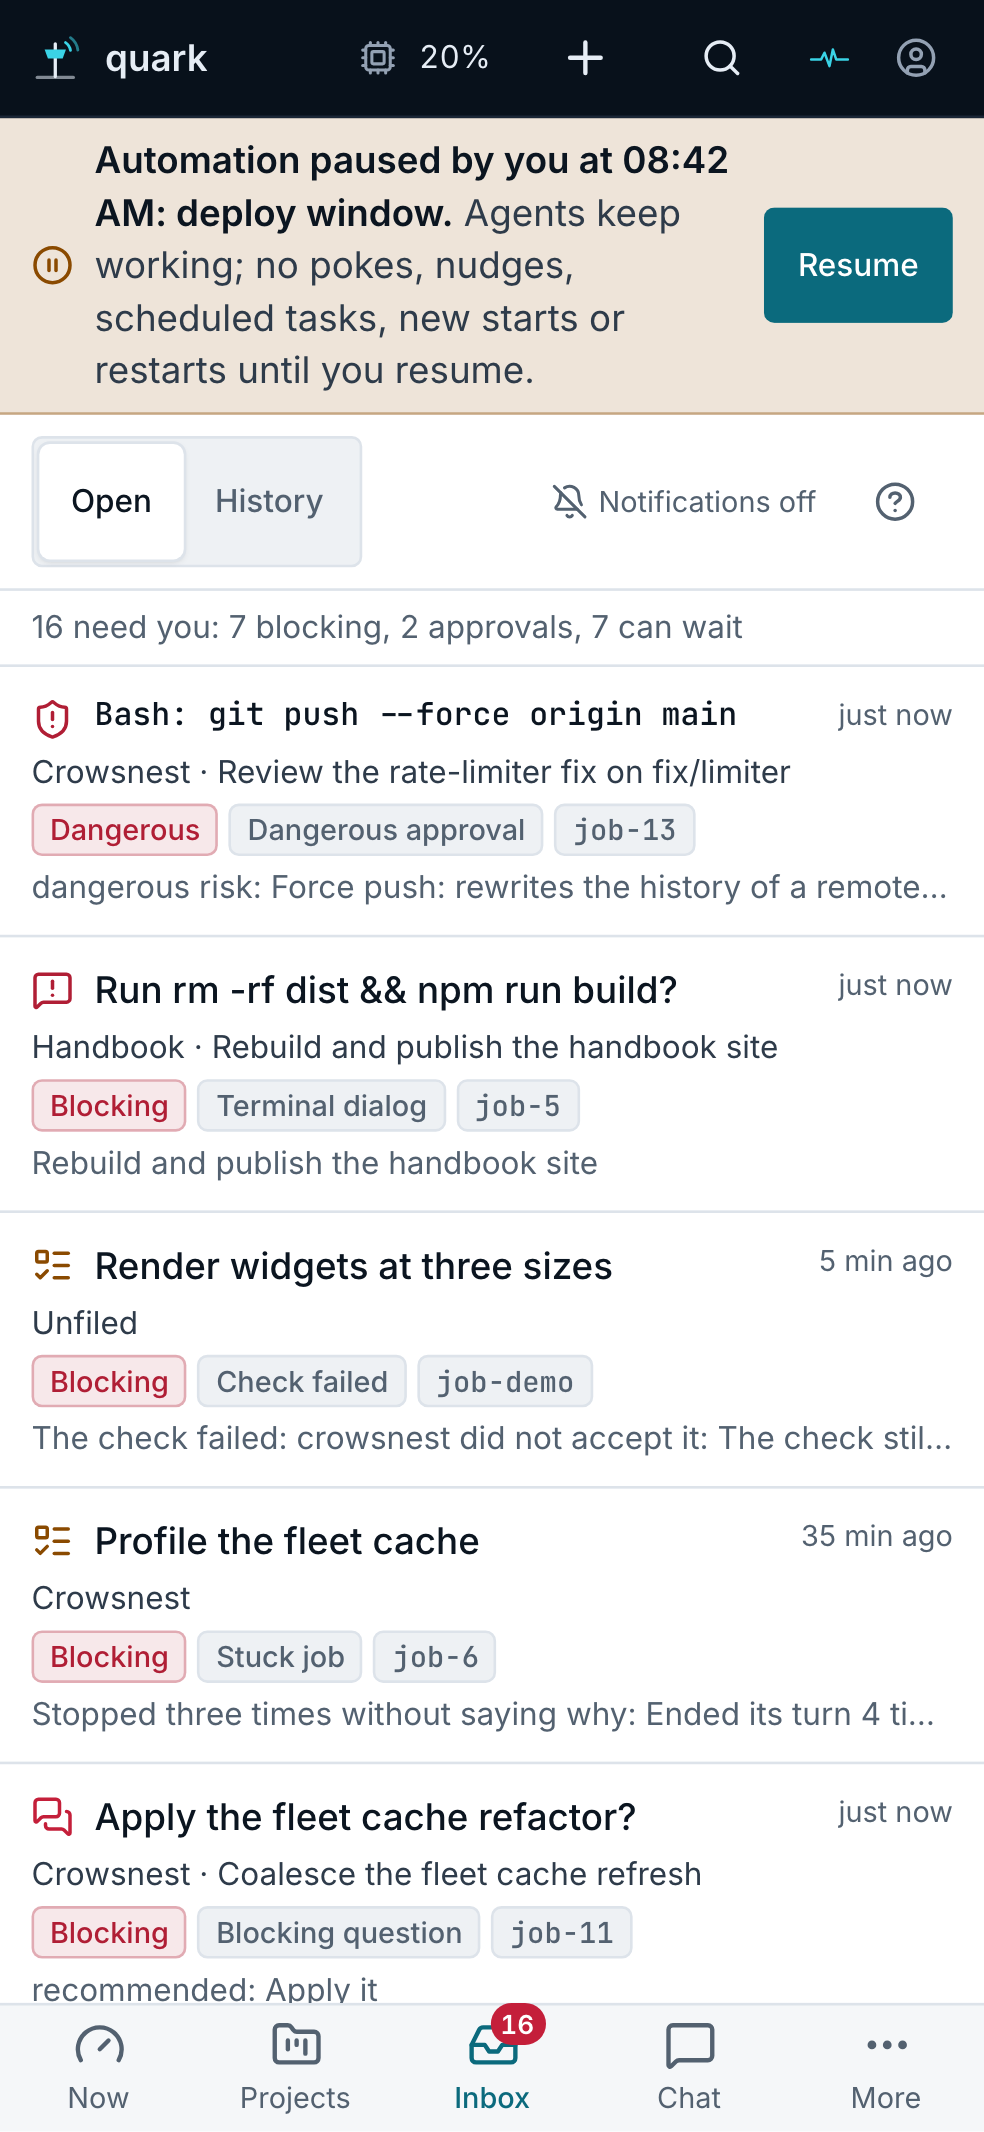 quark
20%
Automation paused by you at 08:42
AM: deploy window. Agents keep
working; no pokes, nudges,
scheduled tasks, new starts or
restarts until you resume.
Resume
Open
History
Notifications off
16 need you: 7 blocking, 2 approvals, 7 can wait
Bash: git push --force origin main
just now
Crowsnest · Review the rate-limiter fix on fix/limiter
Dangerous
Dangerous approval
job-13
dangerous risk: Force push: rewrites the history of a remote...
Run rm -rf dist && npm run build?
just now
Handbook · Rebuild and publish the handbook site
Blocking
Terminal dialog
job-5
Rebuild and publish the handbook site
Render widgets at three sizes
5 min ago
Unfiled
Blocking
Check failed
job-demo
The check failed: crowsnest did not accept it: The check stil...
Profile the fleet cache
35 min ago
Crowsnest
Blocking
Stuck job
job-6
Stopped three times without saying why: Ended its turn 4 ti...
Apply the fleet cache refactor?
just now
Crowsnest · Coalesce the fleet cache refresh
Blocking
Blocking question
job-11
recommended: Apply it
16
Now
Projects
Inbox
Chat
More